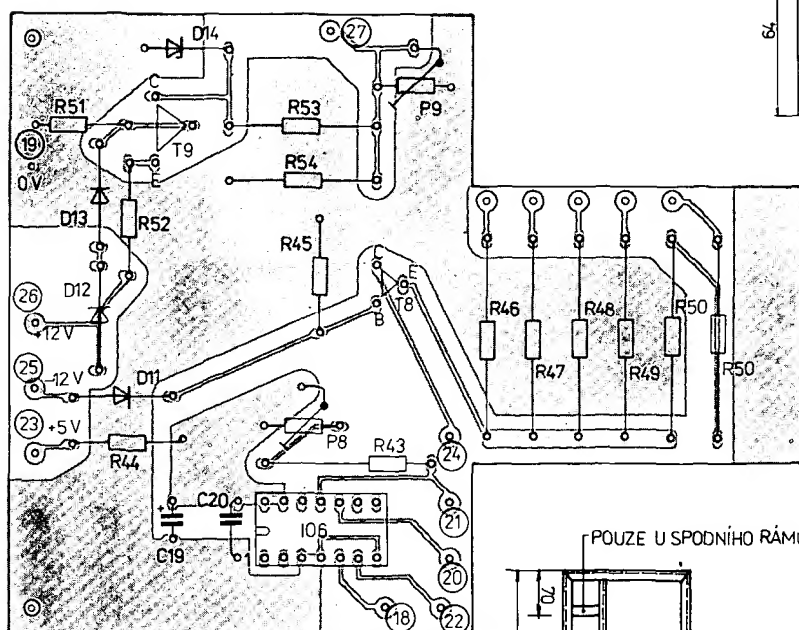 D14
27
64
R51
R53
P9
19
T9
R54
0V
D13
R52
R45
C
E
T8
B
D12
26
+12V
R46
R48
R50
R47
R49
R50
25
-12V
D11
23
+5V
R44
P8
R43
24
C20
+
IO6
21
C19
20
18
22
POUZE U SPODNÍHO RÁMU
70